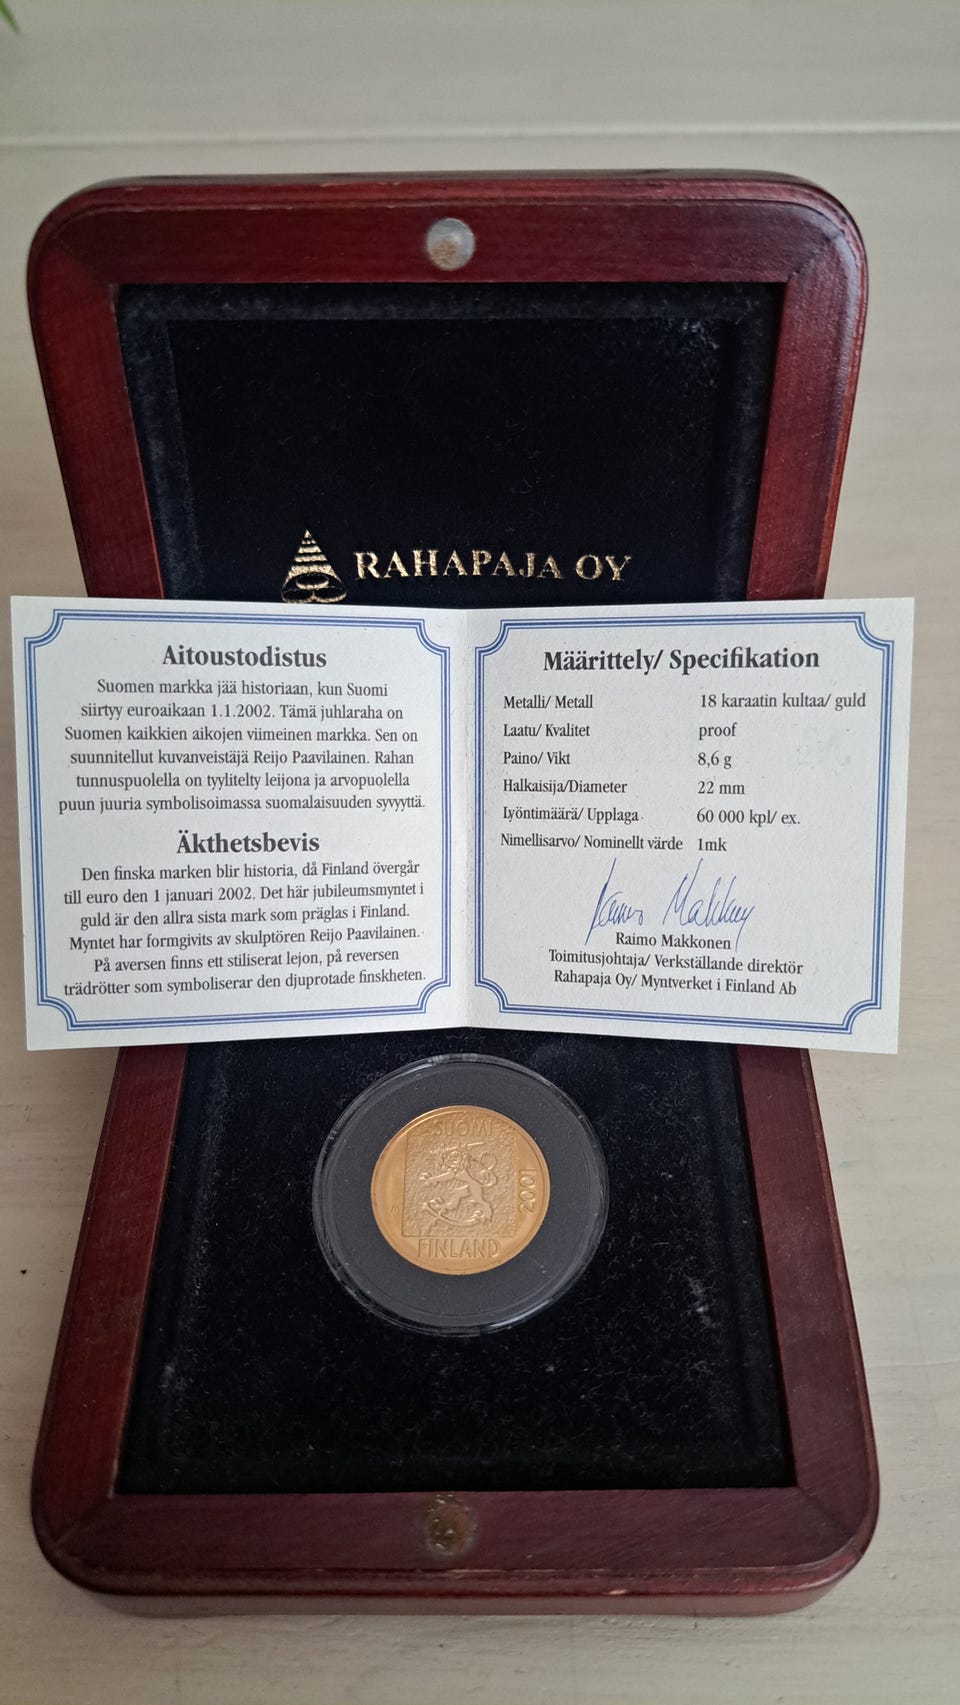 RAHAPAJA OY
Aitoustodistus
Suomen markka jää historiaan, kun Suomi
siirtyy euroaikaan 1.1.2002. Tämä juhlaraha on
Suomen kaikkien aikojen viimeinen markka. Sen on
suunnitellut kuvanveistäjä Reijo Paavilainen. Rahan
tunnuspuolella on tyylitelty leijona ja arvopuolella
puun juuria symbolisoimassa suomalaisuuden syvyyttä.
Äkthetsbevis
Den finska marken blir historia, då Finland övergår
till euro den 1 januari 2002. Det här jubileumsmyntet i
guld är den allra sista mark som präglas i Finland.
Myntet har formgivits av skulptören Reijo Paavilainen.
På aversen finns ett stiliserat lejon, på reversen
trädrötter som symboliserar den djuprotade finskheten.
Määrittely/ Specifikation
Metalli/ Metall 18 karaatin kultaa/ guld
Laatu/ Kvalitet proof
Paino/ Vikt 8,6 g
Halkaisija/Diameter 22 mm
Lyöntimäärä/ Upplaga 60 000 kpl/ ex.
Nimellisarvo/ Nominellt värde 1mk
Raimo Makkonen
Raimo Makkonen
Toimitusjohtaja/ Verkställande direktör
Rahapaja Oy/ Myntverket i Finland Ab
SUOMI
2001
FINLAND